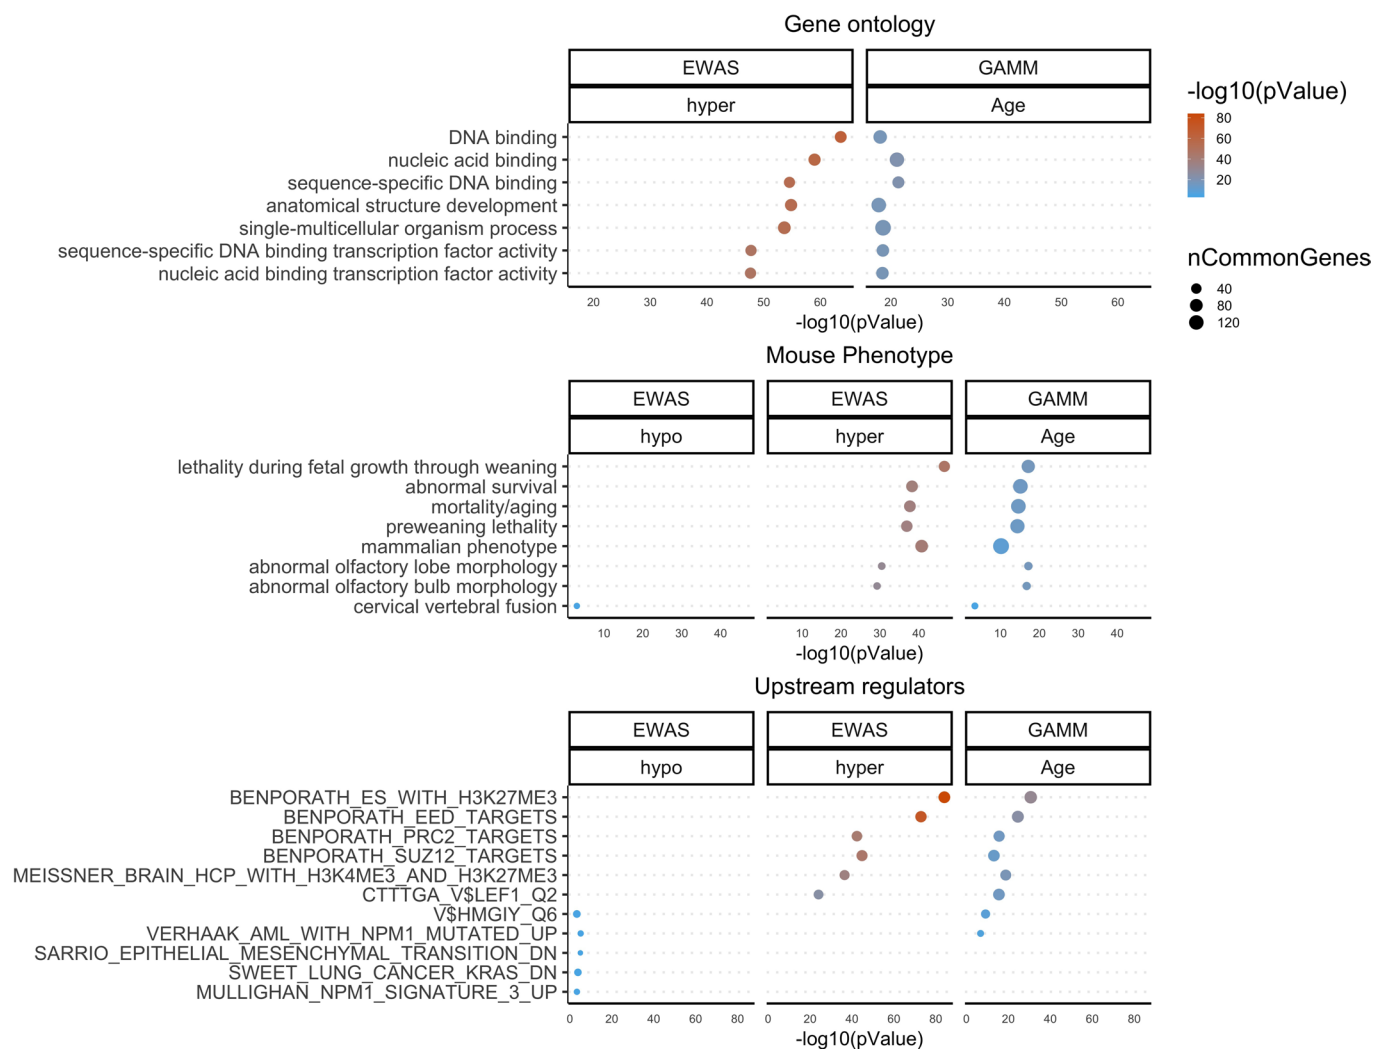 Gene ontology
EWAS GAMM
hyper Age
DNA binding
nucleic acid binding
sequence-specific DNA binding
anatomical structure development
single-multicellular organism process
sequence-specific DNA binding transcription factor activity
nucleic acid binding transcription factor activity
20 30 40 50 60 20 30 40 50 60
-log10(pValue)
-log10(pValue)
80
60
40
20
nCommonGenes
40
80
120
Mouse Phenotype
EWAS EWAS GAMM
hypo hyper Age
lethality during fetal growth through weaning
abnormal survival
mortality/aging
preweaning lethality
mammalian phenotype
abnormal olfactory lobe morphology
abnormal olfactory bulb morphology
cervical vertebral fusion
10 20 30 40 10 20 30 40 10 20 30 40
-log10(pValue)
Upstream regulators
EWAS EWAS GAMM
hypo hyper Age
BENPORATH_ES_WITH_H3K27ME3
BENPORATH_EED_TARGETS
BENPORATH_PRC2_TARGETS
BENPORATH_SUZ12_TARGETS
MEISSNER_BRAIN_HCP_WITH_H3K4ME3_AND_H3K27ME3
CTTTGA_V$LEF1_Q2
V$HMGIY_Q6
VERHAAK_AML_WITH_NPM1_MUTATED_UP
SARRIO_EPITHELIAL_MESENCHYMAL_TRANSITION_DN
SWEET_LUNG_CANCER_KRAS_DN
MULLIGHAN_NPM1_SIGNATURE_3_UP
0 20 40 60 80 0 20 40 60 80 0 20 40 60 80
-log10(pValue)